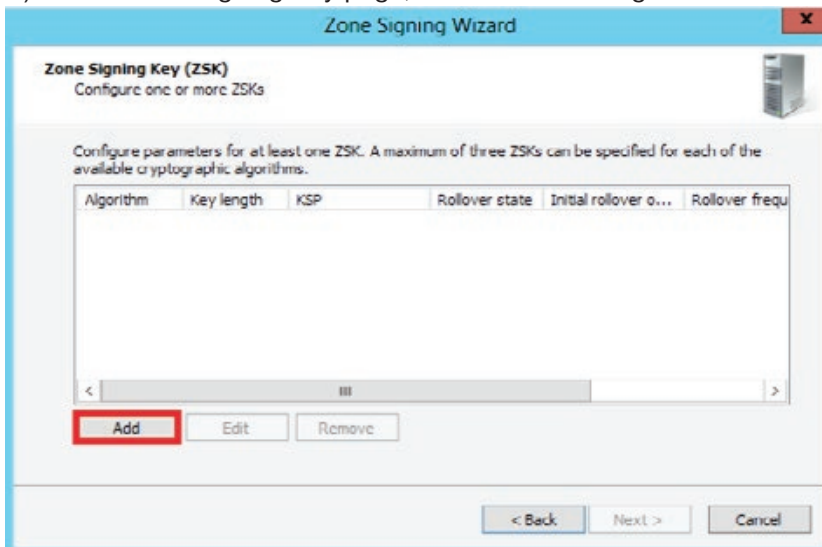 Zone Signing Wizard
x
Zone Signing Key (ZSK)
Configure one or more ZSKs
Configure parameters for at least one ZSK. A maximum of three ZSKs can be specified for each of the
available cryptographic algorithms.
Algorithm Key length KSP Rollover state Initial rollover o... Rollover frequ
Add Edit Remove
< Back Next > Cancel